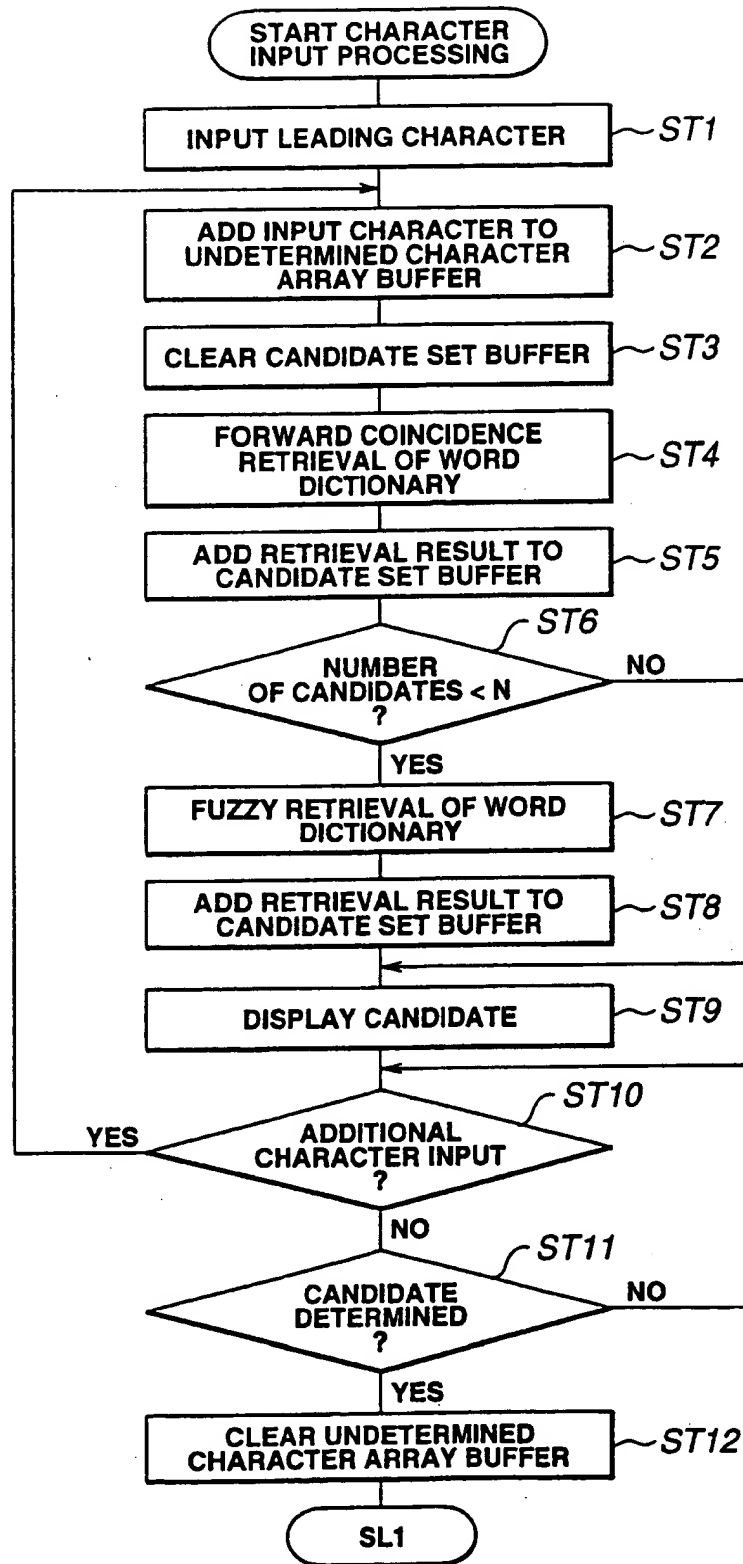 START CHARACTER
INPUT PROCESSING
INPUT LEADING CHARACTER
ST1
ADD INPUT CHARACTER TO
UNDETERMINED CHARACTER
ARRAY BUFFER
ST2
CLEAR CANDIDATE SET BUFFER
ST3
FORWARD COINCIDENCE
RETRIEVAL OF WORD
DICTIONARY
ST4
ADD RETRIEVAL RESULT TO
CANDIDATE SET BUFFER
ST5
ST6
NUMBER
OF CANDIDATES < N
?
NO
YES
FUZZY RETRIEVAL OF WORD
DICTIONARY
ST7
ADD RETRIEVAL RESULT TO
CANDIDATE SET BUFFER
ST8
DISPLAY CANDIDATE
ST9
ST10
YES
ADDITIONAL
CHARACTER INPUT
?
NO
ST11
CANDIDATE
DETERMINED
?
NO
YES
CLEAR UNDETERMINED
CHARACTER ARRAY BUFFER
ST12
SL1